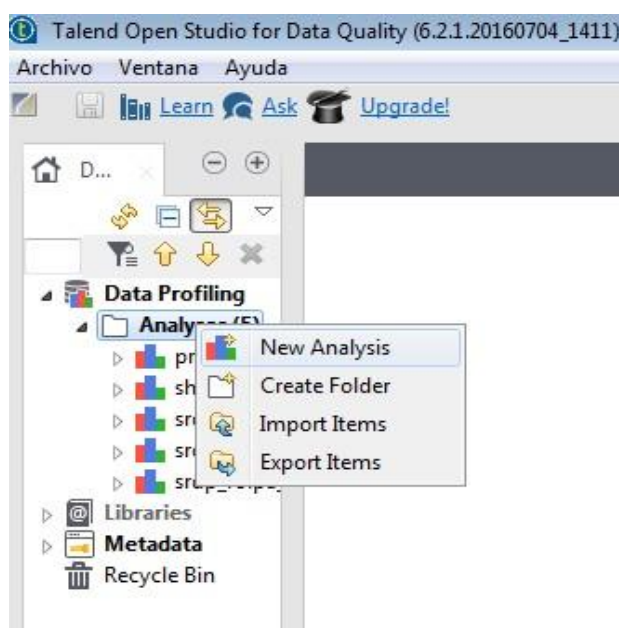 Talend Open Studio for Data Quality (6.2.1.20160704_1411)
Archivo Ventana Ayuda
Learn Ask Upgrade!
D...
Data Profiling
New Analysis
Create Folder
Import Items
Export Items
Libraries
Metadata
Recycle Bin